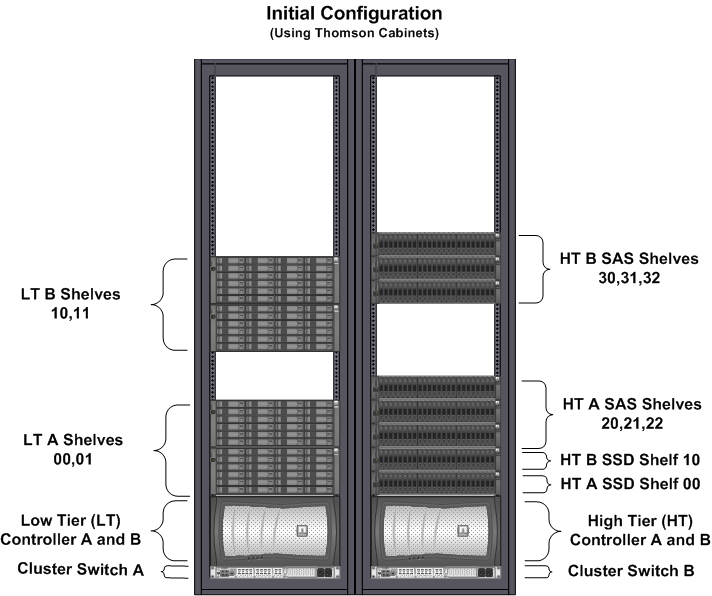 Initial Configuration
(Using Thomson Cabinets)
LT B Shelves
10,11
LT A Shelves
00,01
Low Tier (LT)
Controller A and B
Cluster Switch A
HT B SAS Shelves
30,31,32
HT A SAS Shelves
20,21,22
HT B SSD Shelf 10
HT A SSD Shelf 00
High Tier (HT)
Controller A and B
Cluster Switch B